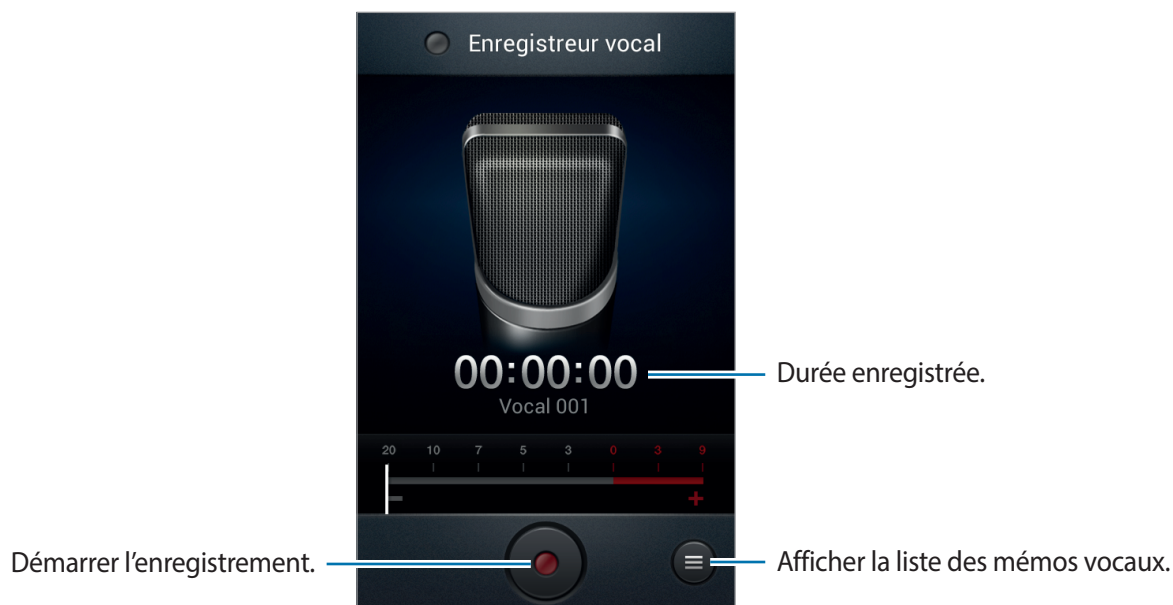 Enregistreur vocal
00:00:00
Durée enregistrée.
Vocal 001
20 10 7 5 3 0 3 9
− +
Démarrer l’enregistrement.
Afficher la liste des mémos vocaux.